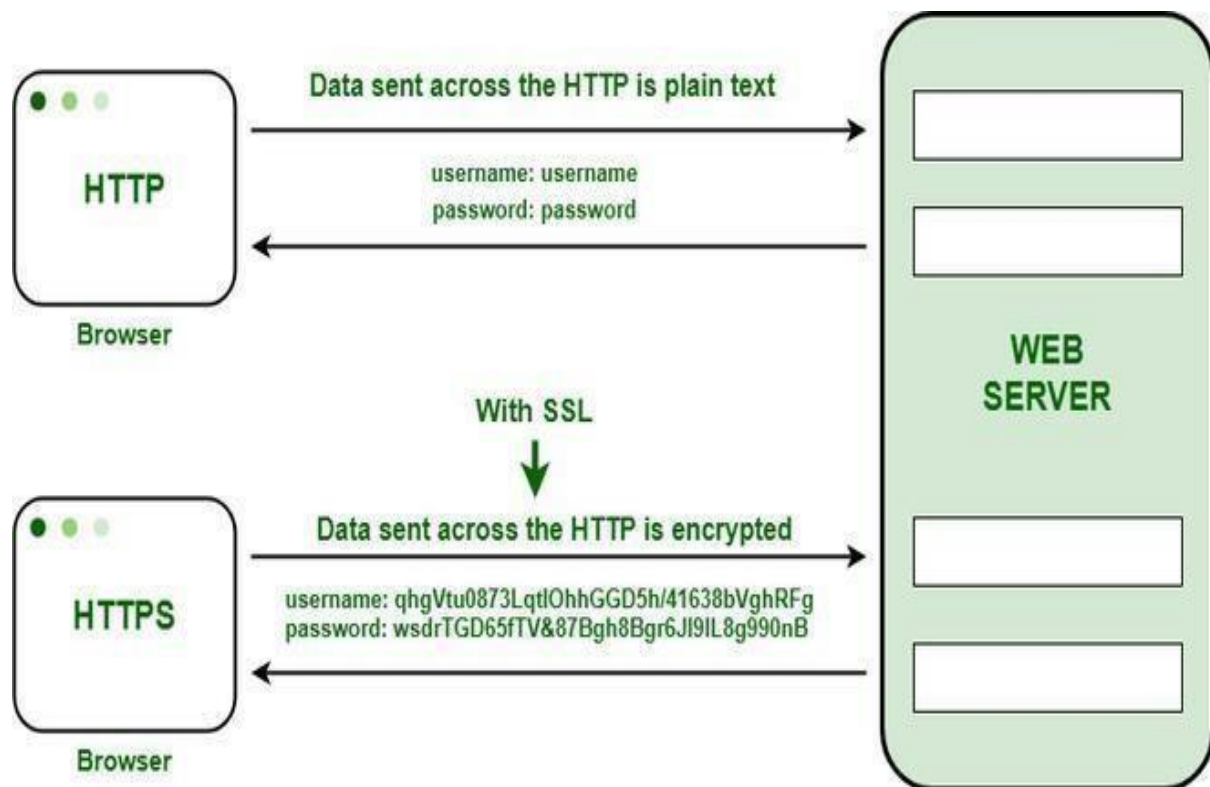 Data sent across the HTTP is plain text
HTTP
username: username
password: password
Browser
WEB
SERVER
With SSL
Data sent across the HTTP is encrypted
HTTPS
username: qhgVtu0873LqtlOhhGGD5h/41638bVghRFg
password: wsdrTGD65fTV&87Bgh8Bgr6Jl9lL8g990nB
Browser